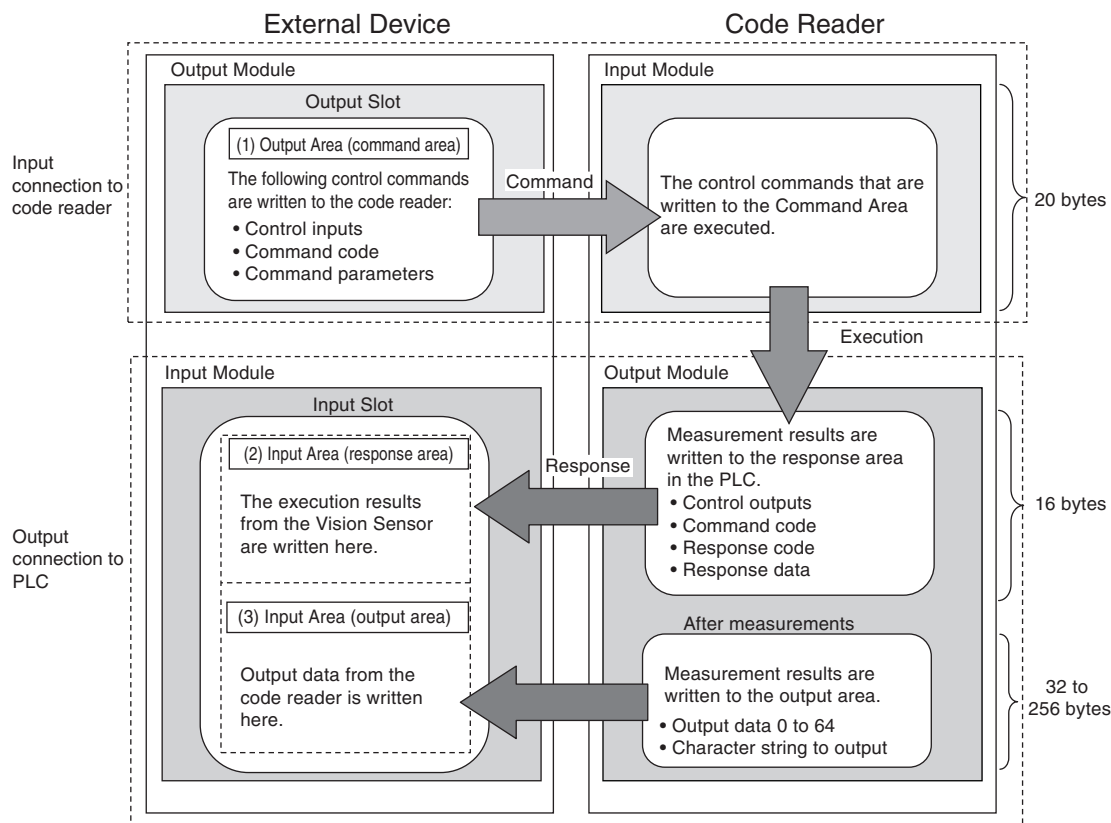 External Device
Code Reader
Output Module
Input Module
Output Slot
(1) Output Area (command area)
The following control commands
are written to the code reader:
• Control inputs
• Command code
• Command parameters
Command
The control commands that are
written to the Command Area
are executed.
Input
connection to
code reader
20 bytes
Execution
Input Module
Output Module
Input Slot
(2) Input Area (response area)
The execution results
from the Vision Sensor
are written here.
Response
Measurement results are
written to the response area
in the PLC.
• Control outputs
• Command code
• Response code
• Response data
16 bytes
Output
connection to
PLC
(3) Input Area (output area)
Output data from the
code reader is written
here.
After measurements
Measurement results are
written to the output area.
• Output data 0 to 64
• Character string to output
32 to
256 bytes